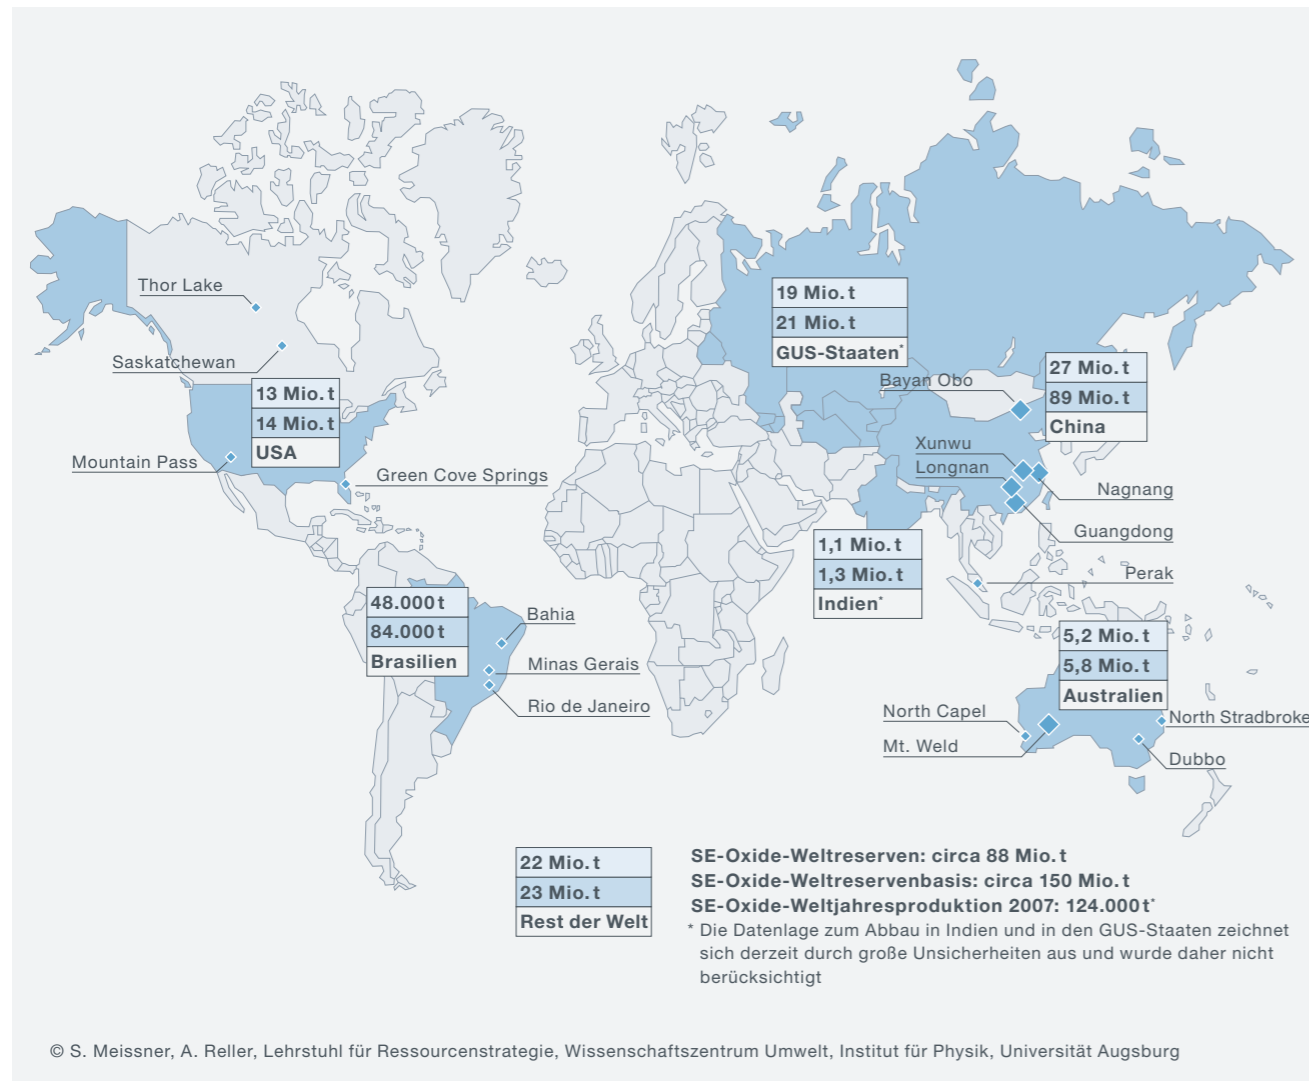 Thor Lake
Saskatchewan
13 Mio. t
14 Mio. t
USA
Mountain Pass
Green Cove Springs
19 Mio. t
21 Mio. t
GUS-Staaten*
Bayan Obo
27 Mio. t
89 Mio. t
China
Xunwu
Longnan
Nagnang
Guangdong
1,1 Mio. t
1,3 Mio. t
Indien*
Perak
48.000 t
84.000 t
Brasilien
Bahia
Minas Gerais
Rio de Janeiro
5,2 Mio. t
5,8 Mio. t
Australien
North Capel
Mt. Weld
North Stradbroke
Dubbo
22 Mio. t
23 Mio. t
Rest der Welt
SE-Oxide-Weltreserven: circa 88 Mio. t
SE-Oxide-Weltreservenbasis: circa 150 Mio. t
SE-Oxide-Weltjahresproduktion 2007: 124.000 t*
* Die Datenlage zum Abbau in Indien und in den GUS-Staaten zeichnet
sich derzeit durch große Unsicherheiten aus und wurde daher nicht
berücksichtigt
© S. Meissner, A. Reller, Lehrstuhl für Ressourcenstrategie, Wissenschaftszentrum Umwelt, Institut für Physik, Universität Augsburg